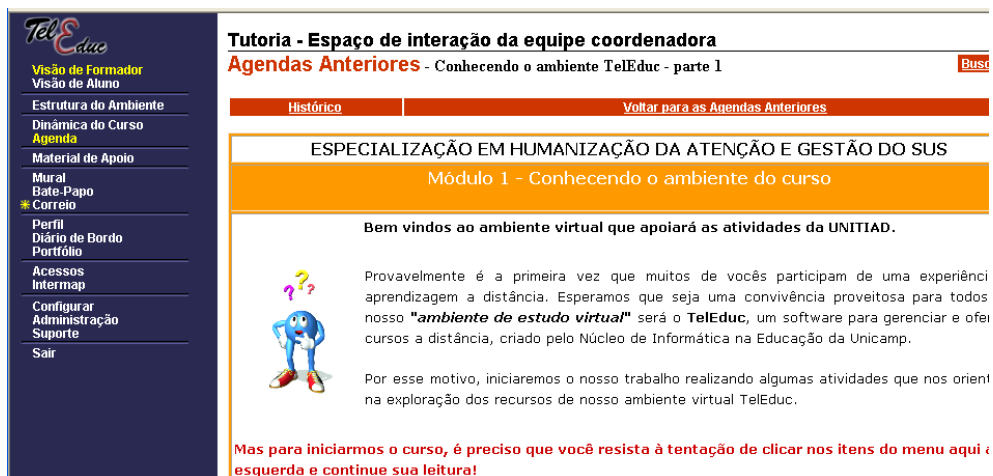 TelEduc
Visão de Formador
Visão de Aluno
Estrutura do Ambiente
Dinâmica do Curso
Agenda
Material de Apoio
Mural
Bate-Papo
Correio
Perfil
Diário de Bordo
Portfólio
Acessos
Intermap
Configurar
Administração
Suporte
Sair
Tutoria - Espaço de interação da equipe coordenadora
Agendas Anteriores - Conhecendo o ambiente TelEduc - parte 1
Busc
Histórico
Voltar para as Agendas Anteriores
ESPECIALIZAÇÃO EM HUMANIZAÇÃO DA ATENÇÃO E GESTÃO DO SUS
Módulo 1 - Conhecendo o ambiente do curso
Bem vindos ao ambiente virtual que apoiará as atividades da UNITIAD.
Provavelmente é a primeira vez que muitos de vocês participam de uma experiênci
aprendizagem a distância. Esperamos que seja uma convivência proveitosa para todos
nosso "ambiente de estudo virtual" será o TelEduc, um software para gerenciar e ofer
cursos a distância, criado pelo Núcleo de Informática na Educação da Unicamp.
Por esse motivo, iniciaremos o nosso trabalho realizando algumas atividades que nos orient
na exploração dos recursos de nosso ambiente virtual TelEduc.
Mas para iniciarmos o curso, é preciso que você resista à tentação de clicar nos itens do menu aqui à
esquerda e continue sua leitura!